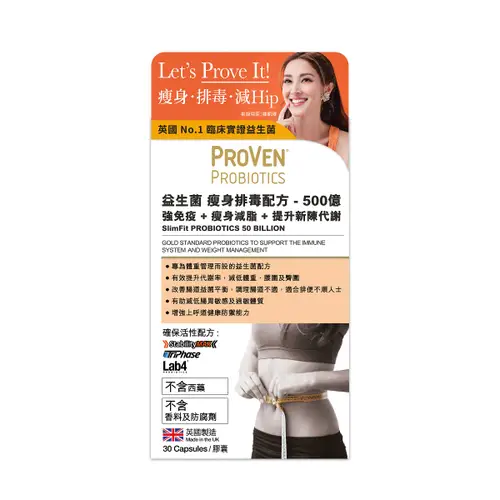 Let's Prove It!
瘦身·排毒·減Hip
英國 No.1 臨床實證益生菌
PROVEN®
PROBIOTICS
益生菌 瘦身排毒配方 - 500億
強免疫 + 瘦身減脂 + 提升新陳代謝
SlimFit PROBIOTICS 50 BILLION
GOLD STANDARD PROBIOTICS TO SUPPORT THE IMMUNE
SYSTEM AND WEIGHT MANAGEMENT
• 專為體重管理而設的益生菌配方
• 有效提升代謝率，減低體重、腰圍及臀圍
• 改善腸道益菌平衡，調理腸道不適，適合排便不順人士
• 有助減低腸胃敏感及過敏體質
• 增強上呼道健康防禦能力
確保活性配方：
StabilityMAX
TriPhase
Lab4
PROBIOTICS
不含西藥
不含
香料及防腐劑
英國製造
Made in the UK
30 Capsules / 膠囊